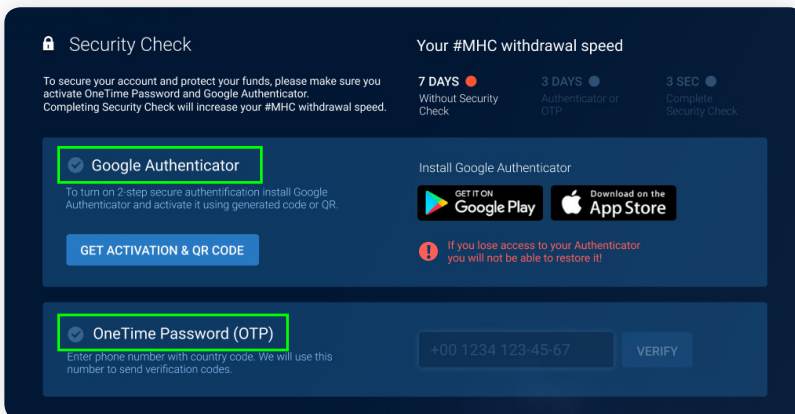 Security Check
To secure your account and protect your funds, please make sure you
activate OneTime Password and Google Authenticator.
Completing Security Check will increase your #MHC withdrawal speed.
Your #MHC withdrawal speed
7 DAYS
Without Security
Check
3 DAYS
Authenticator or
OTP
3 SEC
Complete
Security Check
Google Authenticator
To turn on 2-step secure authentification install Google
Authenticator and activate it using generated code or QR.
GET ACTIVATION & QR CODE
Install Google Authenticator
GET IT ON
Google Play
Download on the
App Store
If you lose access to your Authenticator
you will not be able to restore it!
OneTime Password (OTP)
Enter phone number with country code. We will use this
number to send verification codes.
+00 1234 123-45-67
VERIFY